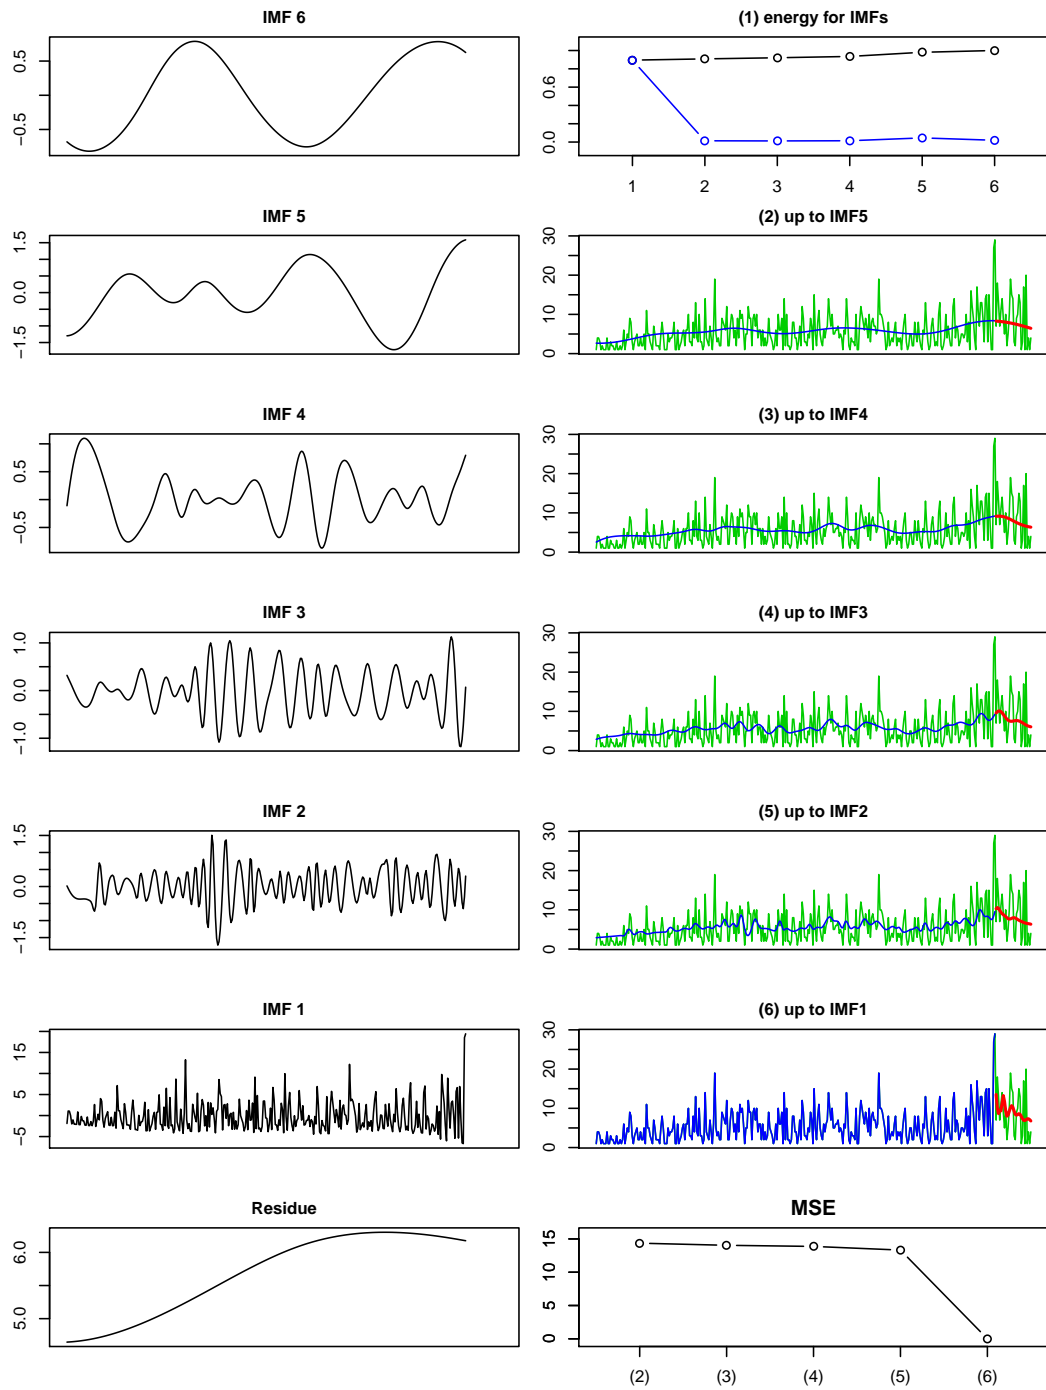 IMF 6
0.5
−0.5
(1) energy for IMFs
0.6
0.0
1 2 3 4 5 6
IMF 5
1.5
0.0
−1.5
(2) up to IMF5
30
20
10
0
IMF 4
0.5
−0.5
(3) up to IMF4
30
20
10
0
IMF 3
1.0
0.0
−1.0
(4) up to IMF3
30
20
10
0
IMF 2
1.5
0.0
−1.5
(5) up to IMF2
30
20
10
0
IMF 1
15
5
−5
(6) up to IMF1
30
20
10
0
Residue
6.0
5.0
MSE
15
10
5
0
(2) (3) (4) (5) (6)